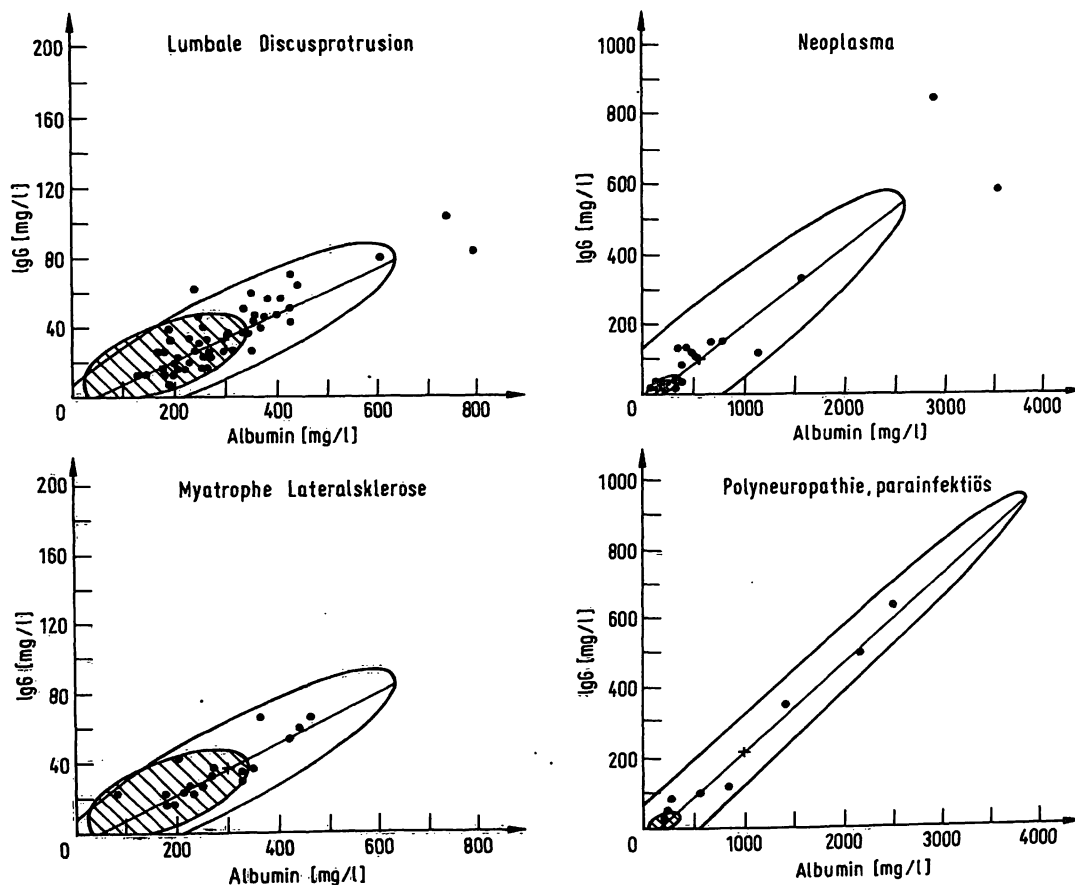 Lumbale Discusprotrusion
200
160
120
80
40
IgG [mg/l]
0 200 400 600 800
Albumin [mg/l]
Neoplasma
1000
800
600
400
200
0
IgG [mg/l]
0 1000 2000 3000 4000
Albumin [mg/l]
Myatrophe Lateralsklerose
200
160
120
80
40
IgG [mg/l]
0 200 400 600 800
Albumin [mg/l]
Polyneuropathie, parainfektiös
1000
800
600
400
200
0
IgG [mg/l]
0 1000 2000 3000 4000
Albumin [mg/l]